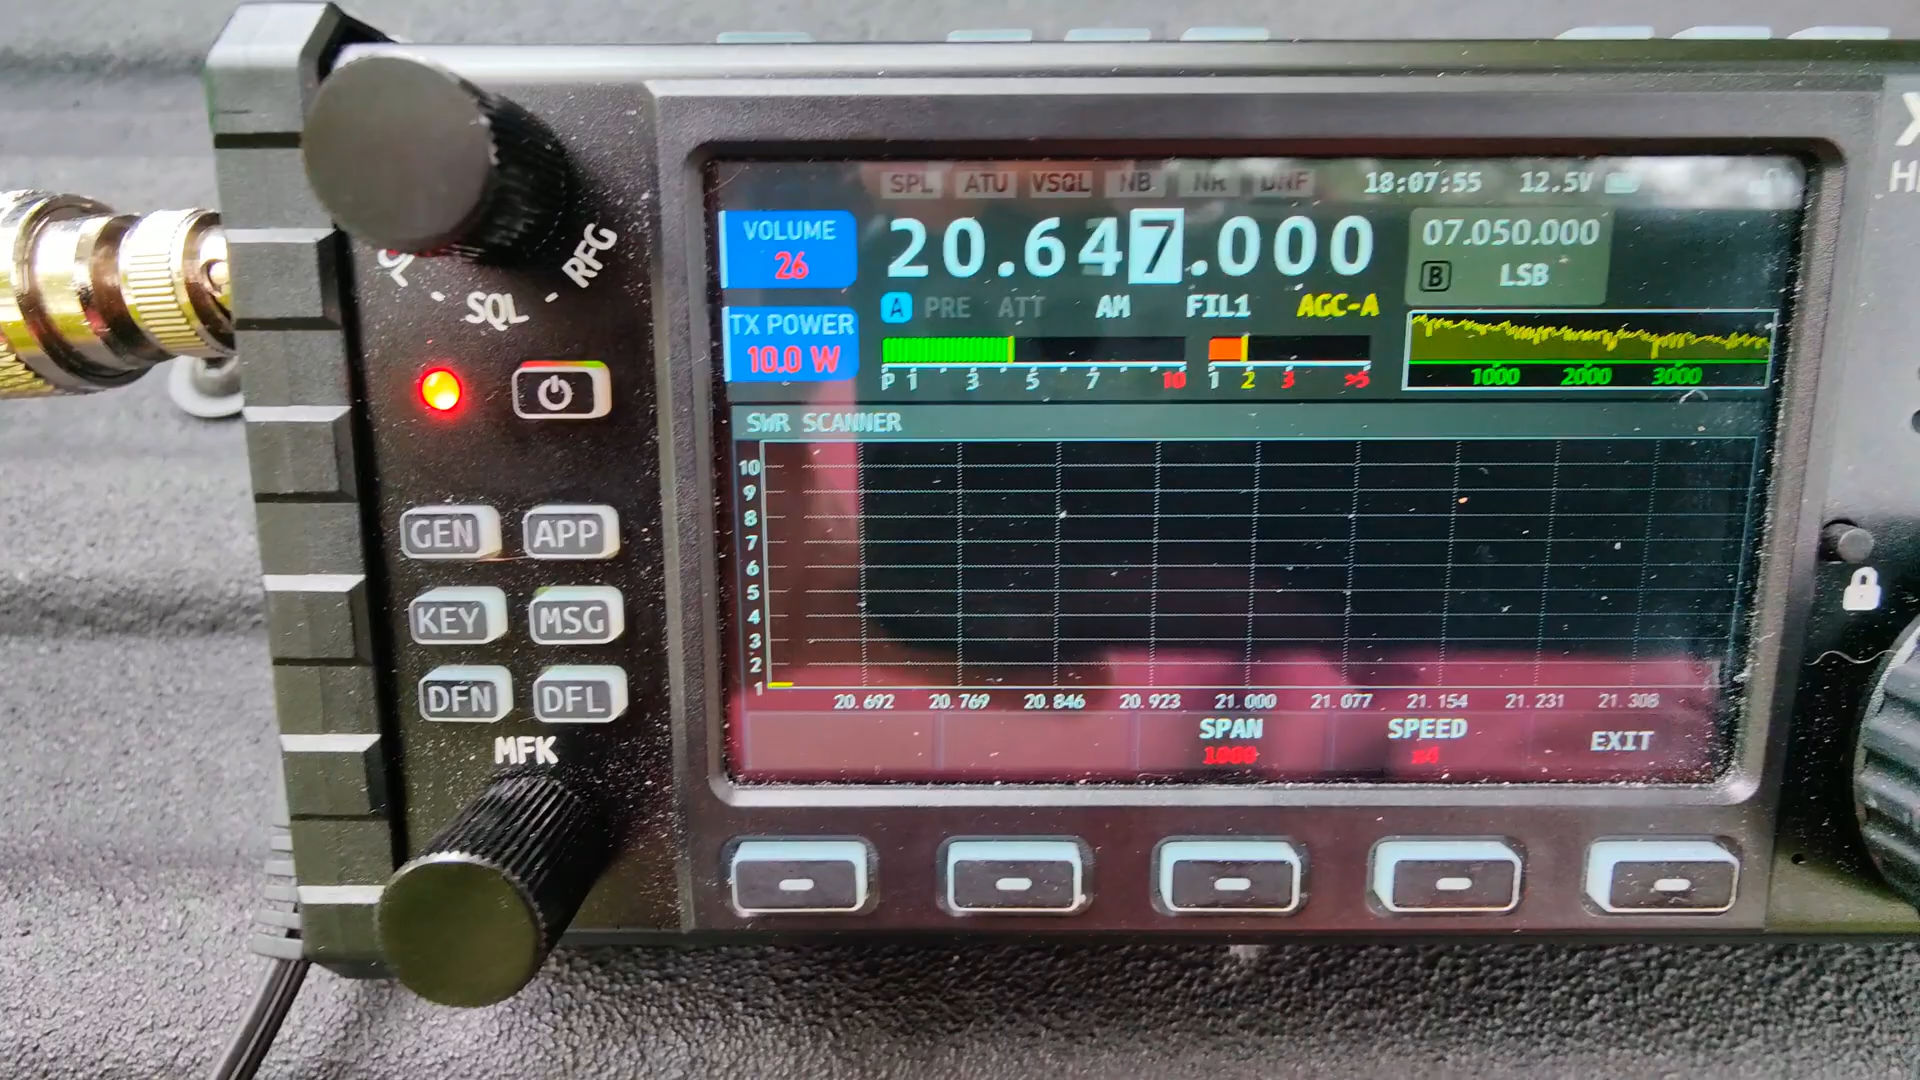 SPL ATU VSQL NB NR DNF 18:07:55 12.5V
VOLUME
26
20.647.000
07.050.000
B LSB
A PRE ATT AM FIL1 AGC-A
TX POWER
10.0 W
P 1 3 5 7 10
1 2 3 >5
1000 2000 3000
SWR SCANNER
10
9
8
7
6
5
4
3
2
1
20.692 20.769 20.846 20.923 21.000 21.077 21.154 21.231 21.308
SPAN
1000
SPEED
x4
EXIT
SQL - RFG
GEN APP
KEY MSG
DFN DFL
MFK